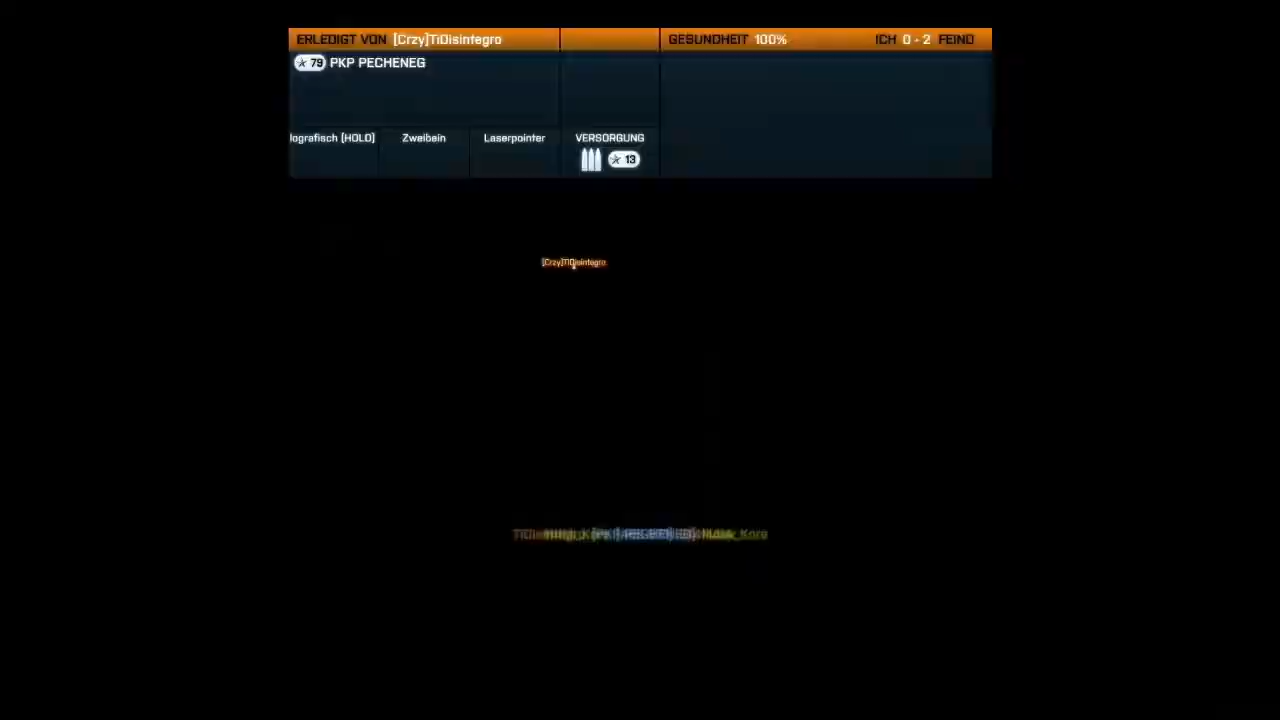 ERLEDIGT VON [Crzy]TiDisintegro GESUNDHEIT 100% ICH 0 - 2 FEIND
79 PKP PECHENEG
lografisch (HOLO) Zweibein Laserpointer VERSORGUNG
13
[Crzy]TiDisintegro